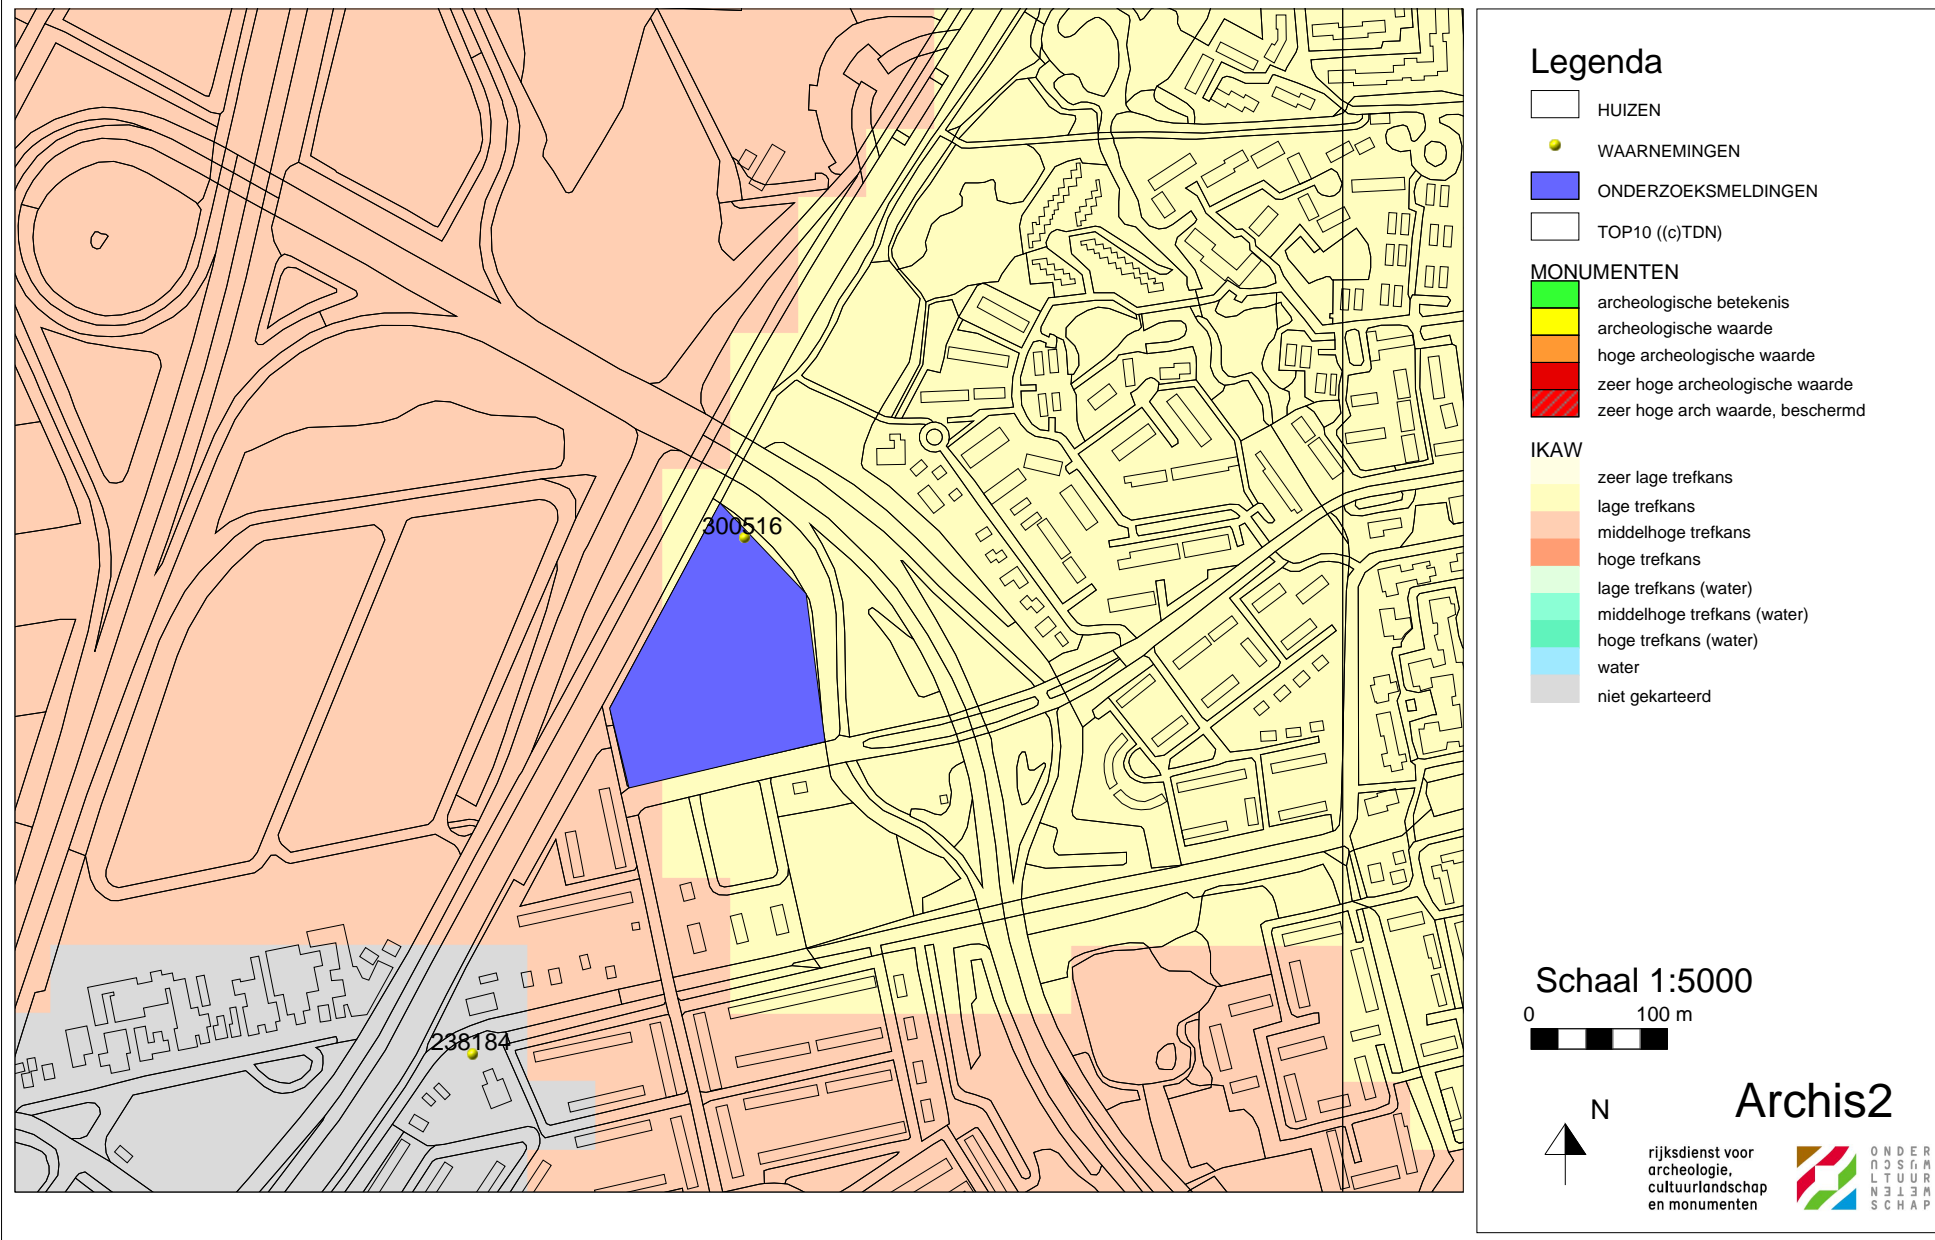 300516
238184
Legenda
HUIZEN
WAARNEMINGEN
ONDERZOEKSMELDINGEN
TOP10 ((c)TDN)
MONUMENTEN
archeologische betekenis
archeologische waarde
hoge archeologische waarde
zeer hoge archeologische waarde
zeer hoge arch waarde, beschermd
IKAW
zeer lage trefkans
lage trefkans
middelhoge trefkans
hoge trefkans
lage trefkans (water)
middelhoge trefkans (water)
hoge trefkans (water)
water
niet gekarteerd
Schaal 1:5000
0 100 m
N
Archis2
rijksdienst voor
archeologie,
cultuurlandschap
en monumenten
ONDER
SCHAP